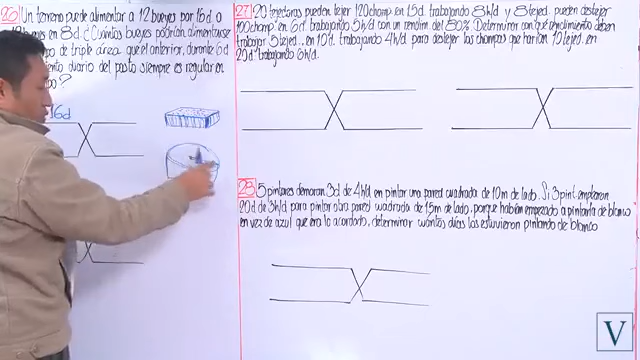 26) Un terreno puede alimentar a 12 bueyes por 16d o
bueyes en 8d. ¿Cuántos bueyes podrían alimentarse
de triple área que el anterior, durante 6d
diario del pasto siempre es regular en
po?
16d
27) 20 tejedoras pueden tejer 120 chomp. en 15d. trabajando 8h/d y 8 tejed. pueden destejer
100 chomp. en 6d. trabajando 5h/d con un rendim. del 80%. Determinar con qué rendimiento deben
trabajar 5 tejed.. en 10d. trabajando 4h/d para destejer las chompas que harían 10 tejed. en
20d trabajando 6h/d.
28) 5 pintores demoran 3d de 4h/d en pintar una pared cuadrada de 10m de lado. Si 3 pint. emplearon
20d de 3h/d para pintar otra pared cuadrada de 15m de lado, porque habían empezado a pintarla de blanco
en vez de azul que era lo acordado, determinar cuántos días la estuvieron pintando de blanco
V